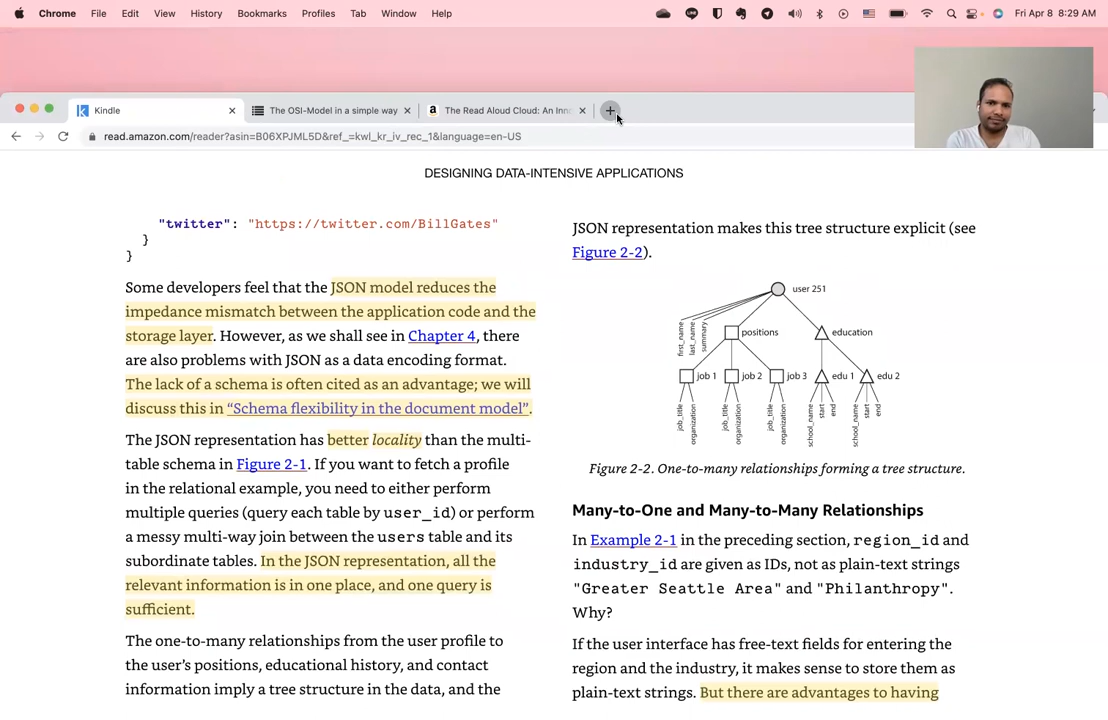 Chrome File Edit View History Bookmarks Profiles Tab Window Help Fri Apr 8 8:29 AM
Kindle The OSI-Model in a simple way The Read Aloud Cloud: An Inn
read.amazon.com/reader?asin=B06XPJML5D&ref_=kwl_kr_iv_rec_1&language=en-US
DESIGNING DATA-INTENSIVE APPLICATIONS
"twitter": "https://twitter.com/BillGates"
}
}
Some developers feel that the JSON model reduces the
impedance mismatch between the application code and the
storage layer. However, as we shall see in Chapter 4, there
are also problems with JSON as a data encoding format.
The lack of a schema is often cited as an advantage; we will
discuss this in “Schema flexibility in the document model”.
The JSON representation has better locality than the multi-
table schema in Figure 2-1. If you want to fetch a profile
in the relational example, you need to either perform
multiple queries (query each table by user_id) or perform
a messy multi-way join between the users table and its
subordinate tables. In the JSON representation, all the
relevant information is in one place, and one query is
sufficient.
The one-to-many relationships from the user profile to
the user’s positions, educational history, and contact
information imply a tree structure in the data, and the
JSON representation makes this tree structure explicit (see
Figure 2-2).
user 251
first_name
last_name
summary
positions
education
job 1 job 2 job 3 edu 1 edu 2
job_title
organization
job_title
organization
job_title
organization
school_name
start
end
school_name
start
end
Figure 2-2. One-to-many relationships forming a tree structure.
Many-to-One and Many-to-Many Relationships
In Example 2-1 in the preceding section, region_id and
industry_id are given as IDs, not as plain-text strings
"Greater Seattle Area" and "Philanthropy".
Why?
If the user interface has free-text fields for entering the
region and the industry, it makes sense to store them as
plain-text strings. But there are advantages to having